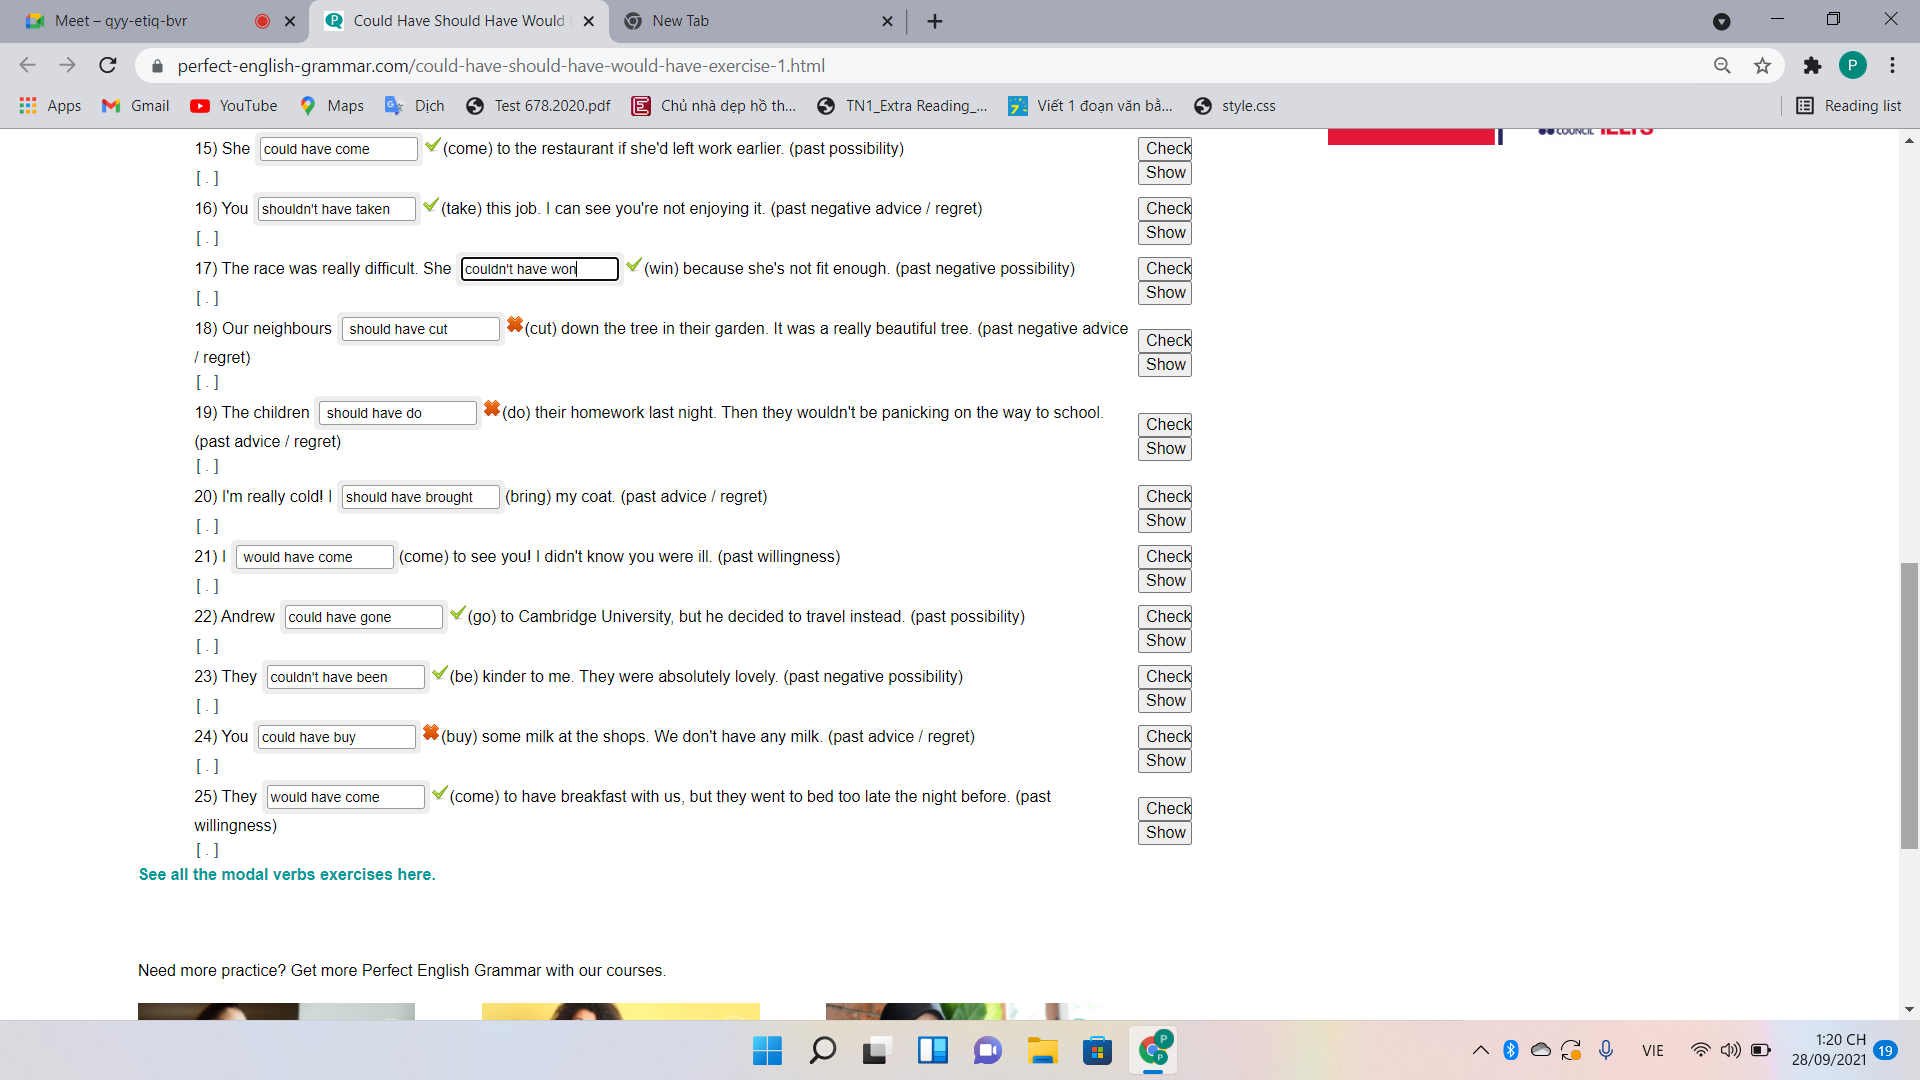 Meet – qyy-etiq-bvr
Could Have Should Have Would
New Tab
perfect-english-grammar.com/could-have-should-have-would-have-exercise-1.html
P
Apps
Gmail
YouTube
Maps
Dịch
Test 678.2020.pdf
Chủ nhà dẹp hồ th...
TN1_Extra Reading_...
Viết 1 đoạn văn bằ...
style.css
Reading list
COUNCIL IELTS
15) She could have come (come) to the restaurant if she'd left work earlier. (past possibility)
Check
Show
[ . ]
16) You shouldn't have taken (take) this job. I can see you're not enjoying it. (past negative advice / regret)
Check
Show
[ . ]
17) The race was really difficult. She couldn't have won (win) because she's not fit enough. (past negative possibility)
Check
Show
[ . ]
18) Our neighbours should have cut (cut) down the tree in their garden. It was a really beautiful tree. (past negative advice
/ regret)
Check
Show
[ . ]
19) The children should have do (do) their homework last night. Then they wouldn't be panicking on the way to school.
(past advice / regret)
Check
Show
[ . ]
20) I'm really cold! I should have brought (bring) my coat. (past advice / regret)
Check
Show
[ . ]
21) I would have come (come) to see you! I didn't know you were ill. (past willingness)
Check
Show
[ . ]
22) Andrew could have gone (go) to Cambridge University, but he decided to travel instead. (past possibility)
Check
Show
[ . ]
23) They couldn't have been (be) kinder to me. They were absolutely lovely. (past negative possibility)
Check
Show
[ . ]
24) You could have buy (buy) some milk at the shops. We don't have any milk. (past advice / regret)
Check
Show
[ . ]
25) They would have come (come) to have breakfast with us, but they went to bed too late the night before. (past
willingness)
Check
Show
[ . ]
See all the modal verbs exercises here.
Need more practice? Get more Perfect English Grammar with our courses.
VIE
1:20 CH
28/09/2021
19